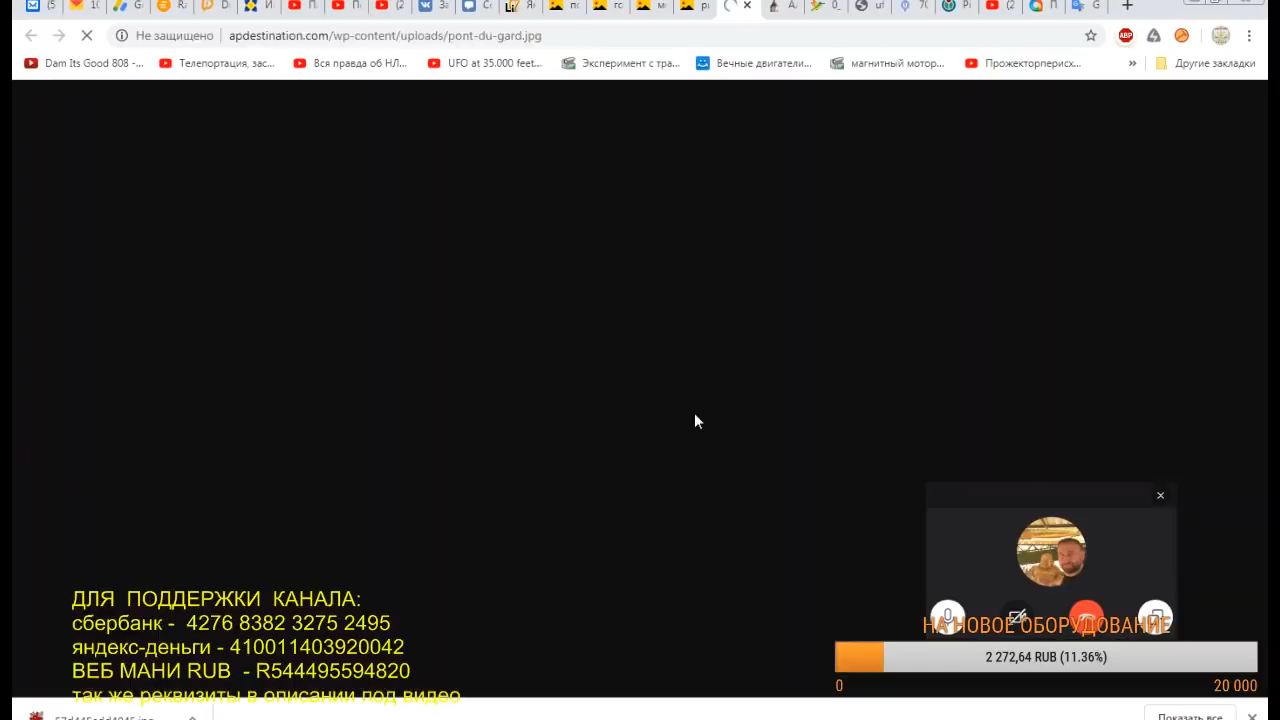 Не защищено
apdestination.com/wp-content/uploads/pont-du-gard.jpg
ABP
Dam Its Good 808 -...
Телепортация, зас...
Вся правда об НЛ...
UFO at 35.000 feet...
Эксперимент с тра...
Вечные двигатели...
магнитный мотор...
Прожекторперисх...
»
Другие закладки
ДЛЯ ПОДДЕРЖКИ КАНАЛА:
сбербанк - 4276 8382 3275 2495
яндекс-деньги - 410011403920042
ВЕБ МАНИ RUB - R544495594820
так же реквизиты в описании под видео
НА НОВОЕ ОБОРУДОВАНИЕ
2 272,64 RUB (11.36%)
0 20 000
Показать все